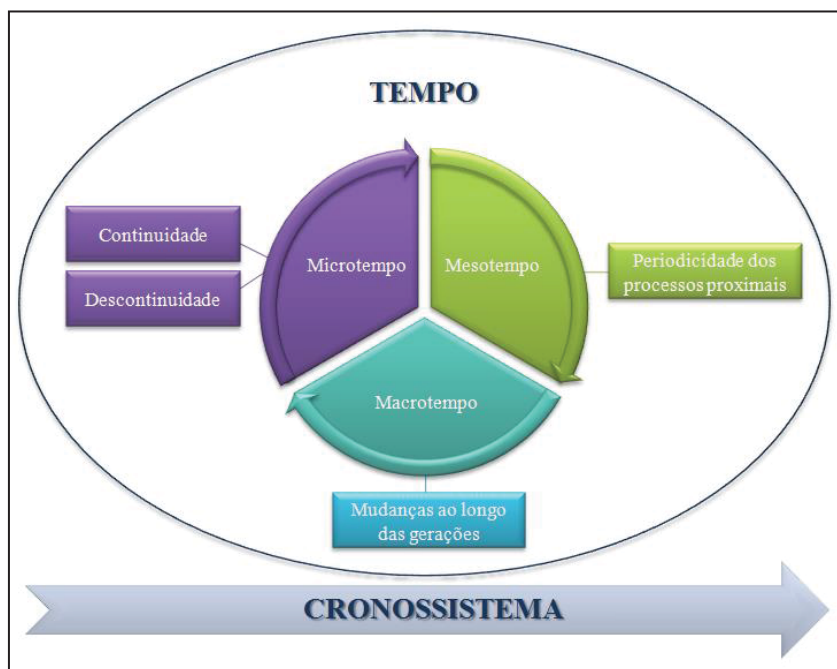 TEMPO
Continuidade
Descontinuidade
Microtempo
Mesotempo
Periodicidade dos
processos proximais
Macrotempo
Mudanças ao longo
das gerações
CRONOSSISTEMA